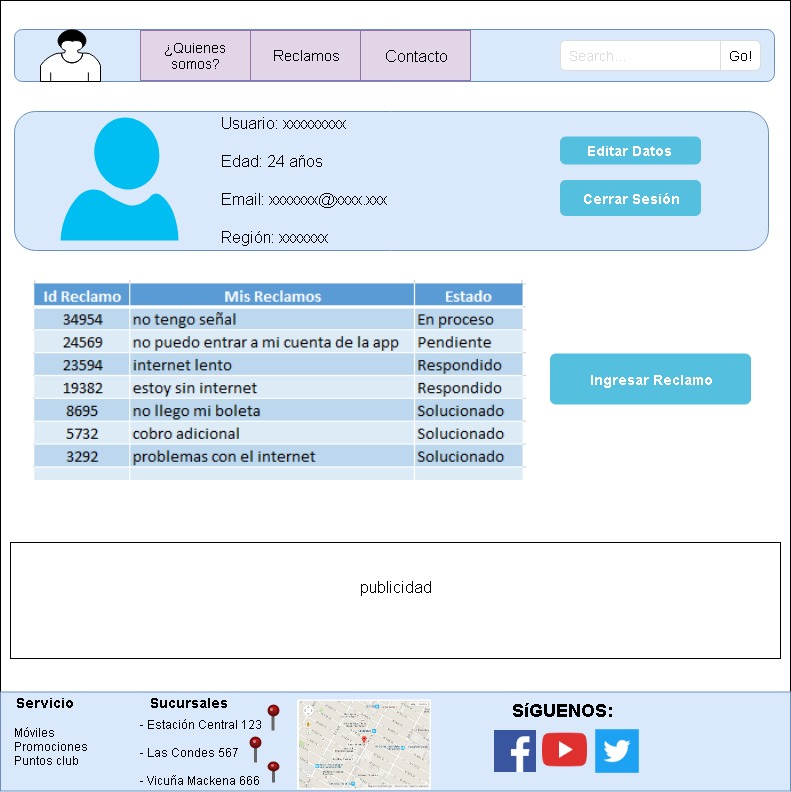 ¿Quienes
somos?
Reclamos
Contacto
Search...
Go!
Usuario: xxxxxxxxx
Edad: 24 años
Email: xxxxxxx@xxxx.xxx
Región: xxxxxxx
Editar Datos
Cerrar Sesión
Id Reclamo Mis Reclamos Estado
34954 no tengo señal En proceso
24569 no puedo entrar a mi cuenta de la app Pendiente
23594 internet lento Respondido
19382 estoy sin internet Respondido
8695 no llego mi boleta Solucionado
5732 cobro adicional Solucionado
3292 problemas con el internet Solucionado
Ingresar Reclamo
publicidad
Servicio
Móviles
Promociones
Puntos club
Sucursales
- Estación Central 123
- Las Condes 567
- Vicuña Mackena 666
SíGUENOS: